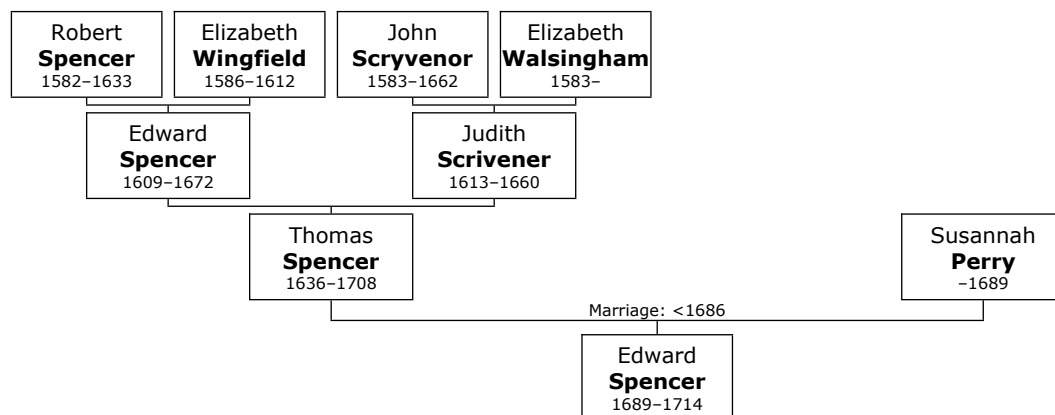 Robert
Spencer
1582–1633
Elizabeth
Wingfield
1586–1612
John
Scryvenor
1583–1662
Elizabeth
Walsingham
1583–
Edward
Spencer
1609–1672
Judith
Scrivener
1613–1660
Thomas
Spencer
1636–1708
Susannah
Perry
–1689
Marriage: <1686
Edward
Spencer
1689–1714